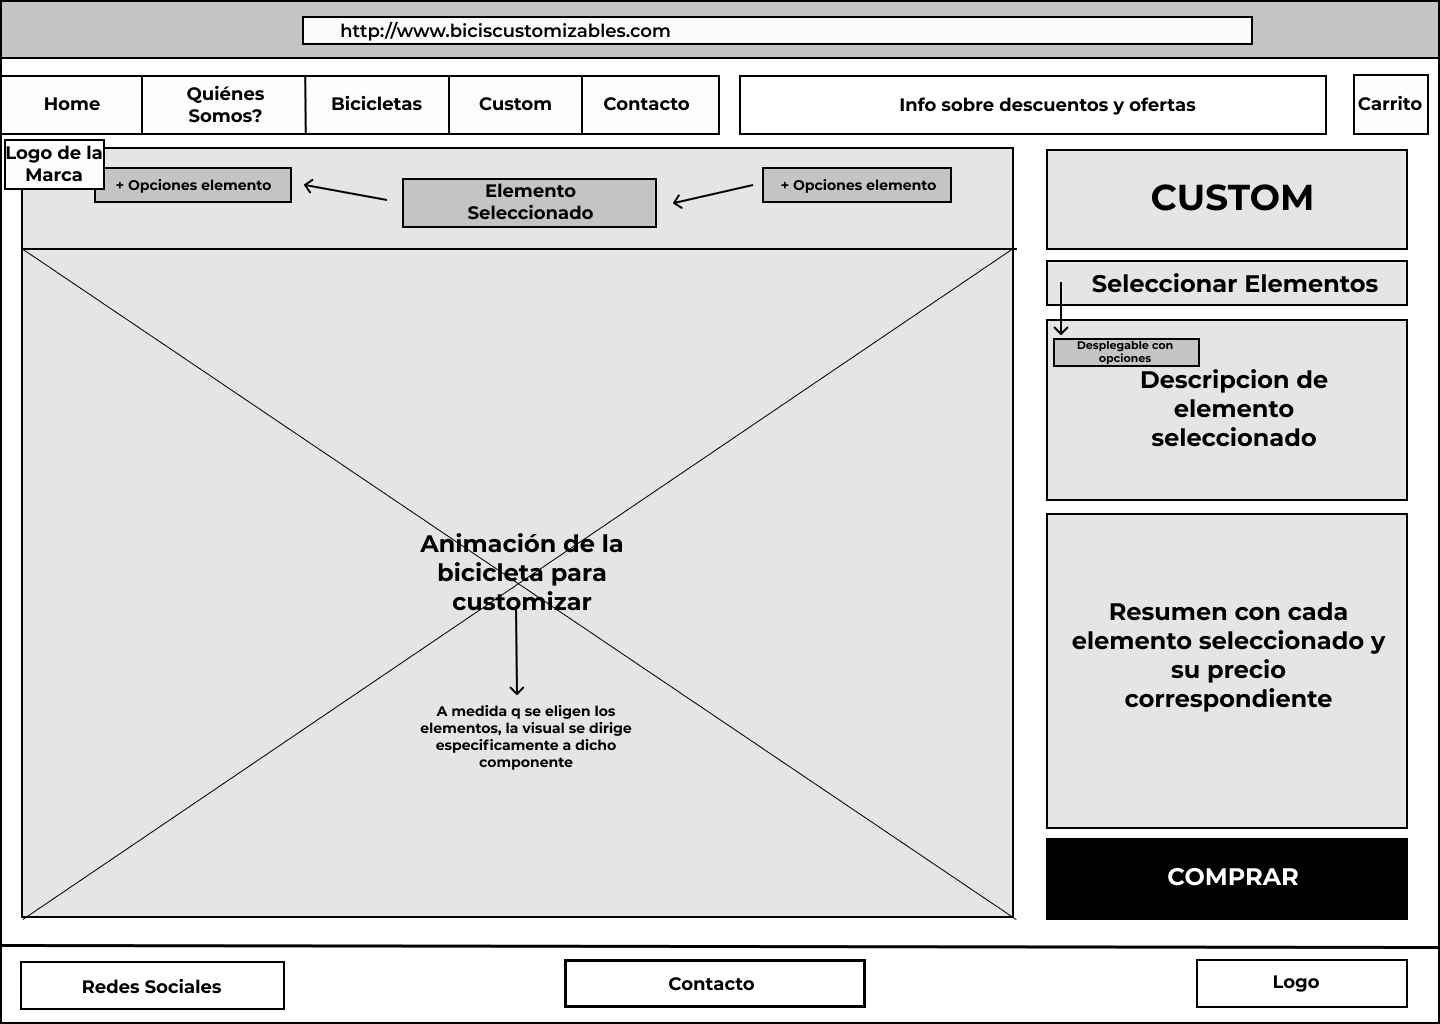 http://www.biciscustomizables.com
Home
Quiénes
Somos?
Bicicletas
Custom
Contacto
Info sobre descuentos y ofertas
Carrito
Logo de la
Marca
+ Opciones elemento
Elemento
Seleccionado
+ Opciones elemento
CUSTOM
Seleccionar Elementos
Desplegable con
opciones
Descripcion de
elemento
seleccionado
Animación de la
bicicleta para
customizar
A medida q se eligen los
elementos, la visual se dirige
especificamente a dicho
componente
Resumen con cada
elemento seleccionado y
su precio
correspondiente
COMPRAR
Redes Sociales
Contacto
Logo